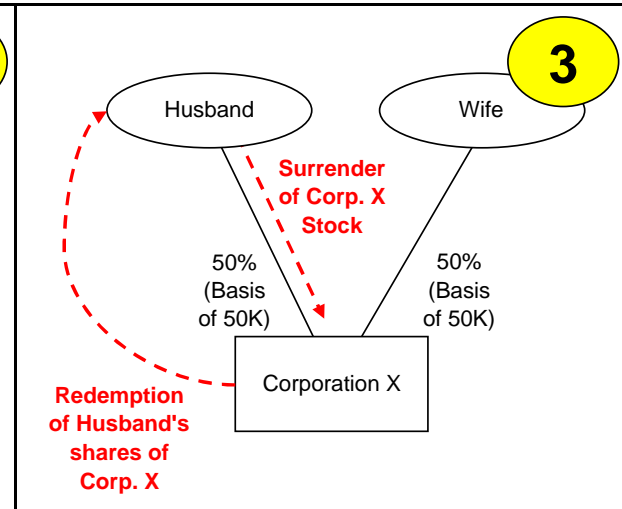 3
Husband
Wife
Surrender
of Corp. X
Stock
50%
(Basis
of 50K)
50%
(Basis
of 50K)
Corporation X
Redemption
of Husband's
shares of
Corp. X